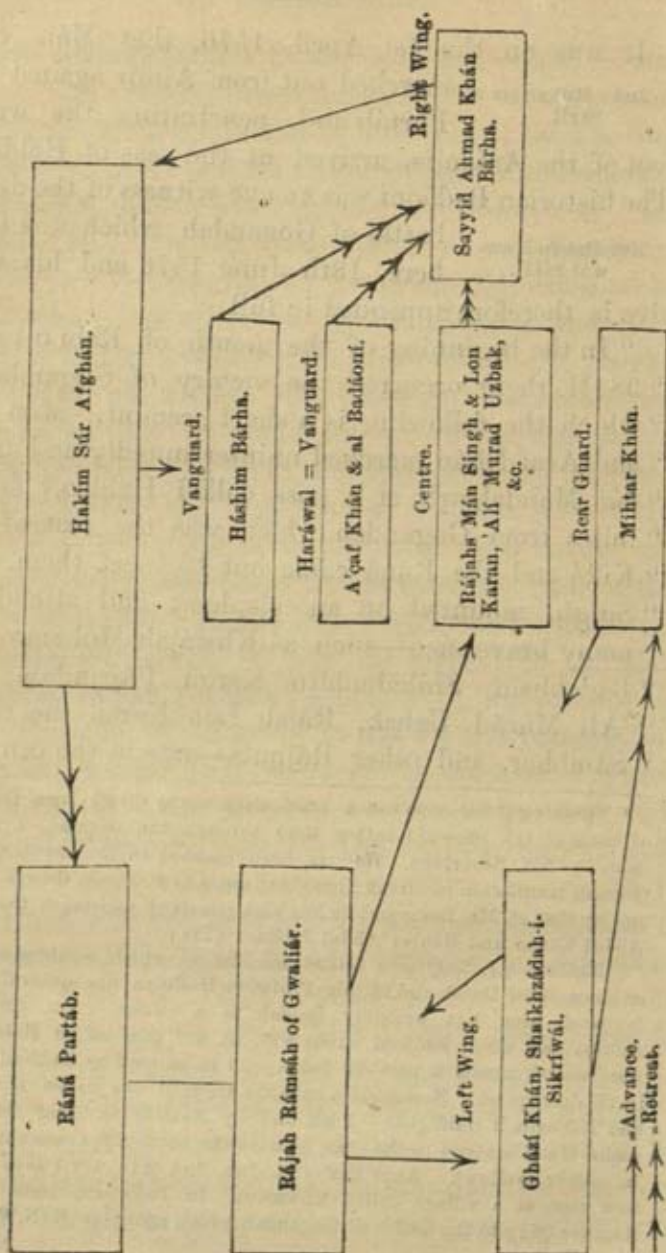 Ráná Partáb.
Hakím Súr Afghán.
Vanguard.
Háshim Bárha.
Rájah Rámsáh of Gwaliár.
Haráwal = Vanguard.
A'çaf Khán & al Badáoní.
Centre.
Right Wing.
Rájahs Mán Singh & Lon
Karan, 'Alí Murad Uzbak,
&c.
Sayyid Ahmad Khán
Bárha.
Left Wing.
Gházi Khán, Shaikhzádah-i-
Sikríwál.
Rear Guard.
Mihtar Khán.
=Advance.
=Retreat.